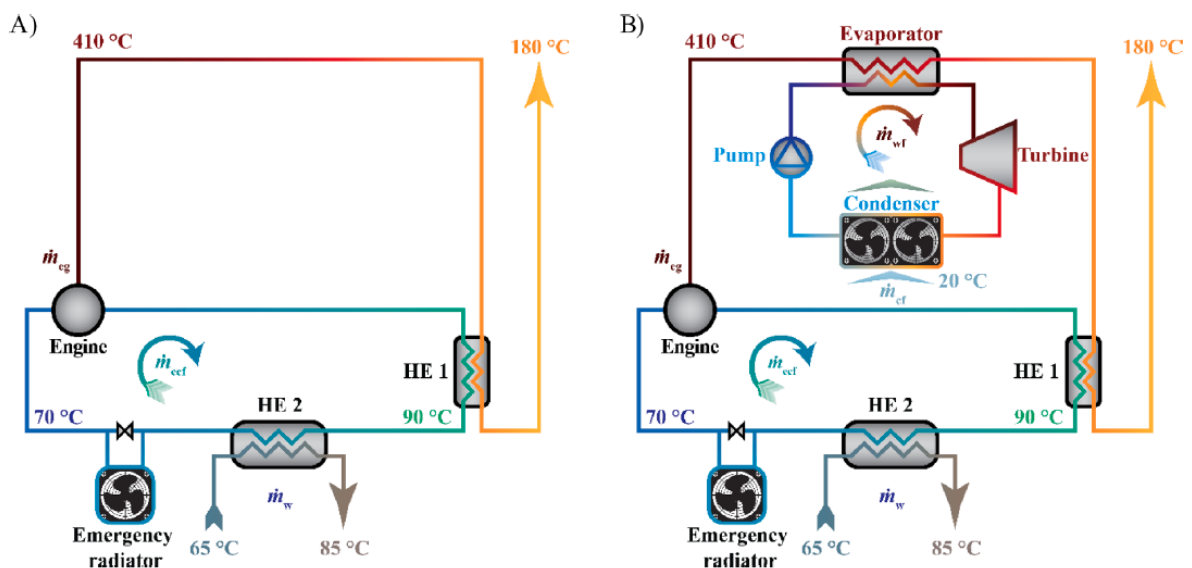 A)
410 °C
180 °C
ṁeg
Engine
ṁecf
HE 1
70 °C
HE 2
90 °C
ṁw
Emergency
radiator
65 °C
85 °C
B)
Evaporator
410 °C
180 °C
ṁwf
Pump
Turbine
Condenser
ṁeg
20 °C
ṁcf
Engine
ṁecf
HE 1
70 °C
HE 2
90 °C
ṁw
Emergency
radiator
65 °C
85 °C